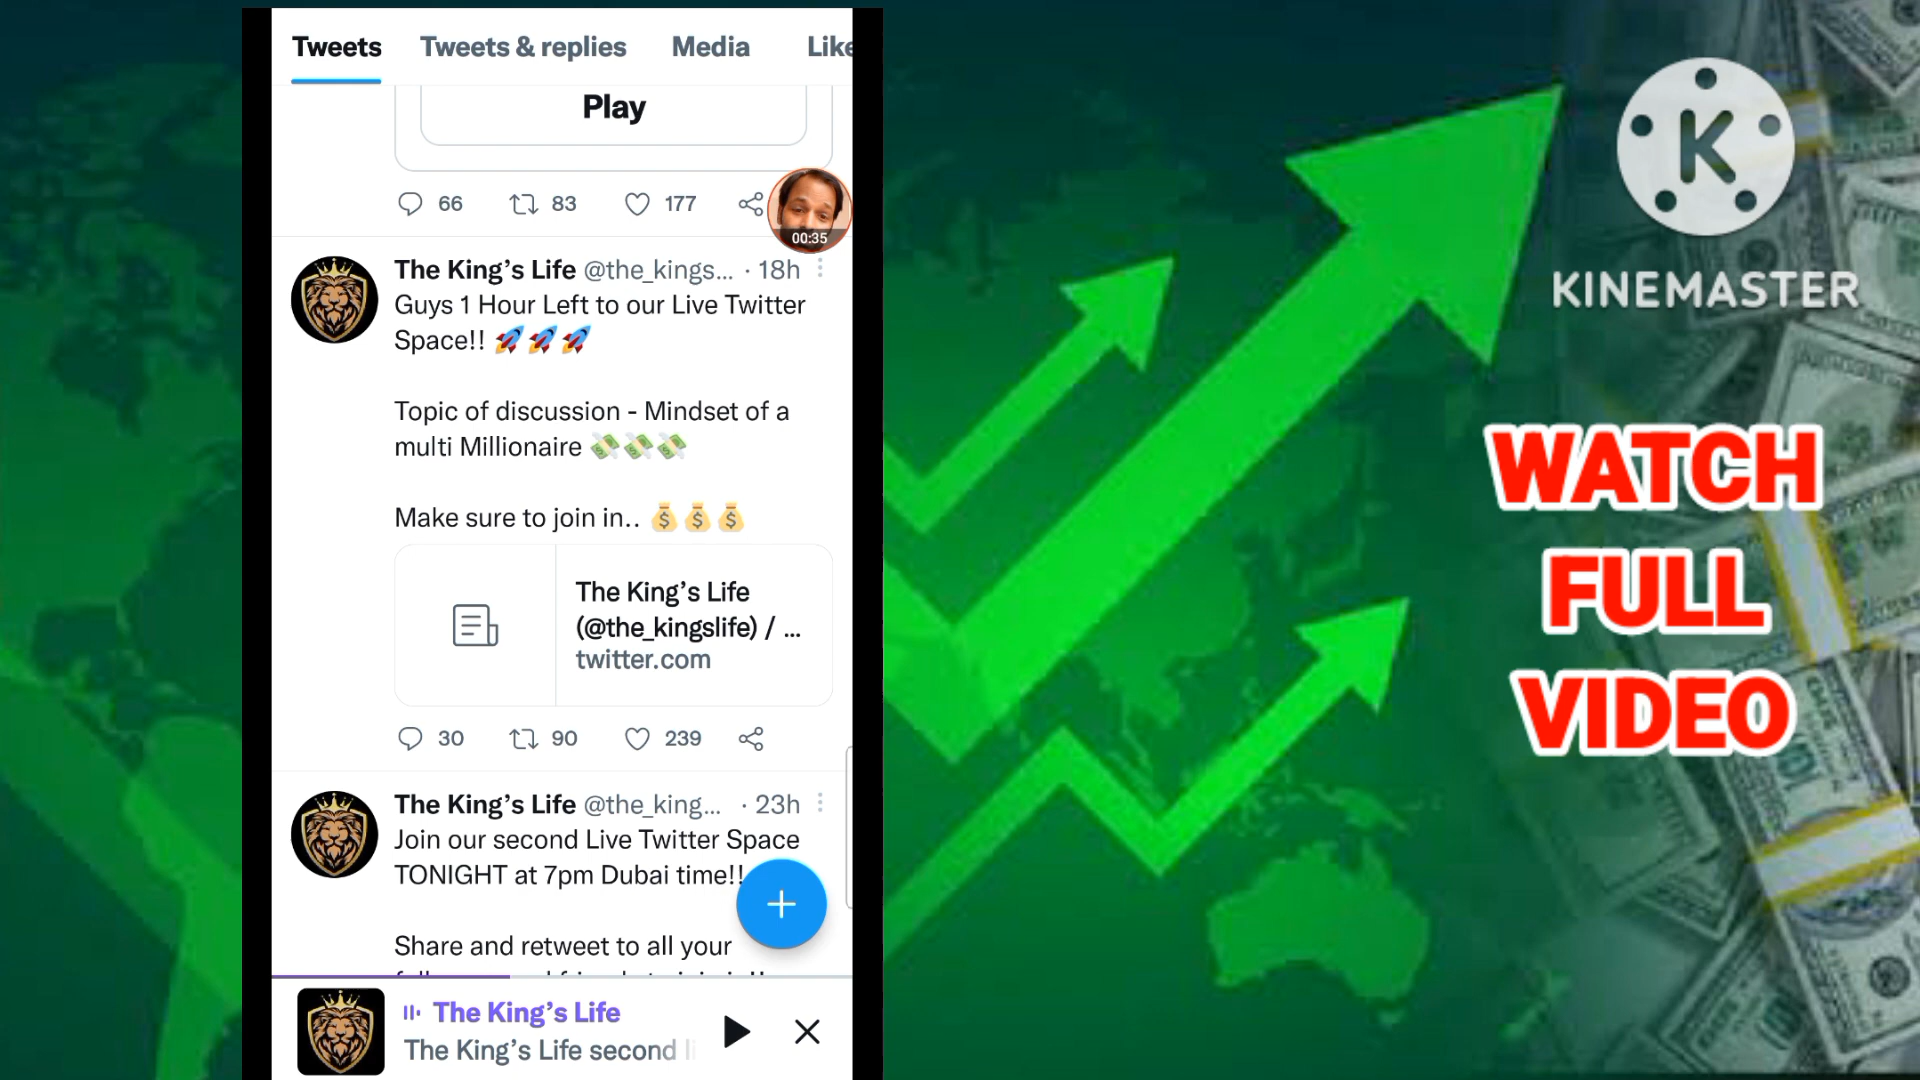 Tweets Tweets & replies Media Like
Play
66 83 177
00:35
The King's Life @the_kings... · 18h
Guys 1 Hour Left to our Live Twitter
Space!! 🚀🚀🚀
Topic of discussion - Mindset of a
multi Millionaire 💸💸💸
Make sure to join in.. 💰💰💰
The King's Life
(@the_kingslife) / ...
twitter.com
30 90 239
The King's Life @the_king... · 23h
Join our second Live Twitter Space
TONIGHT at 7pm Dubai time!!
Share and retweet to all your
The King's Life
The King's Life second li
K
KINEMASTER
WATCH
FULL
VIDEO